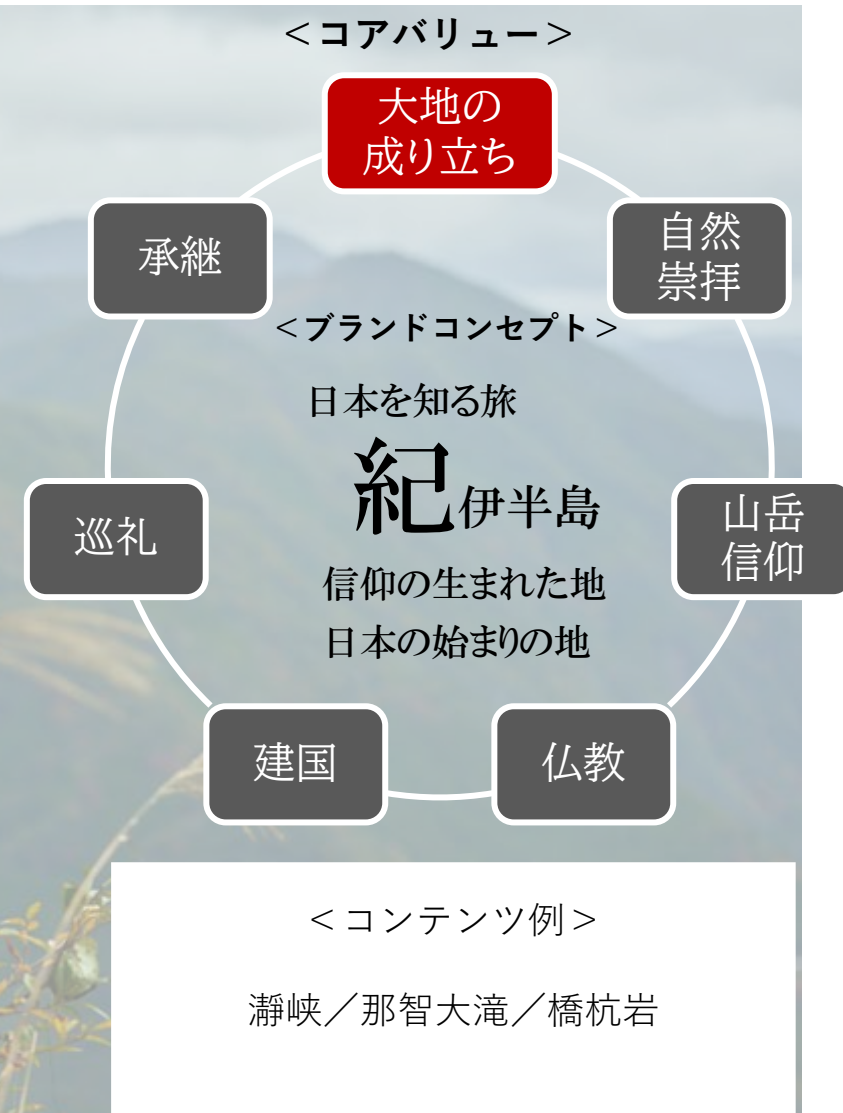 ＜コアバリュー＞
大地の
成り立ち
自然
崇拝
山岳
信仰
仏教
建国
巡礼
承継
＜ブランドコンセプト＞
日本を知る旅
紀伊半島
信仰の生まれた地
日本の始まりの地
＜コンテンツ例＞
瀞峡／那智大滝／橋杭岩